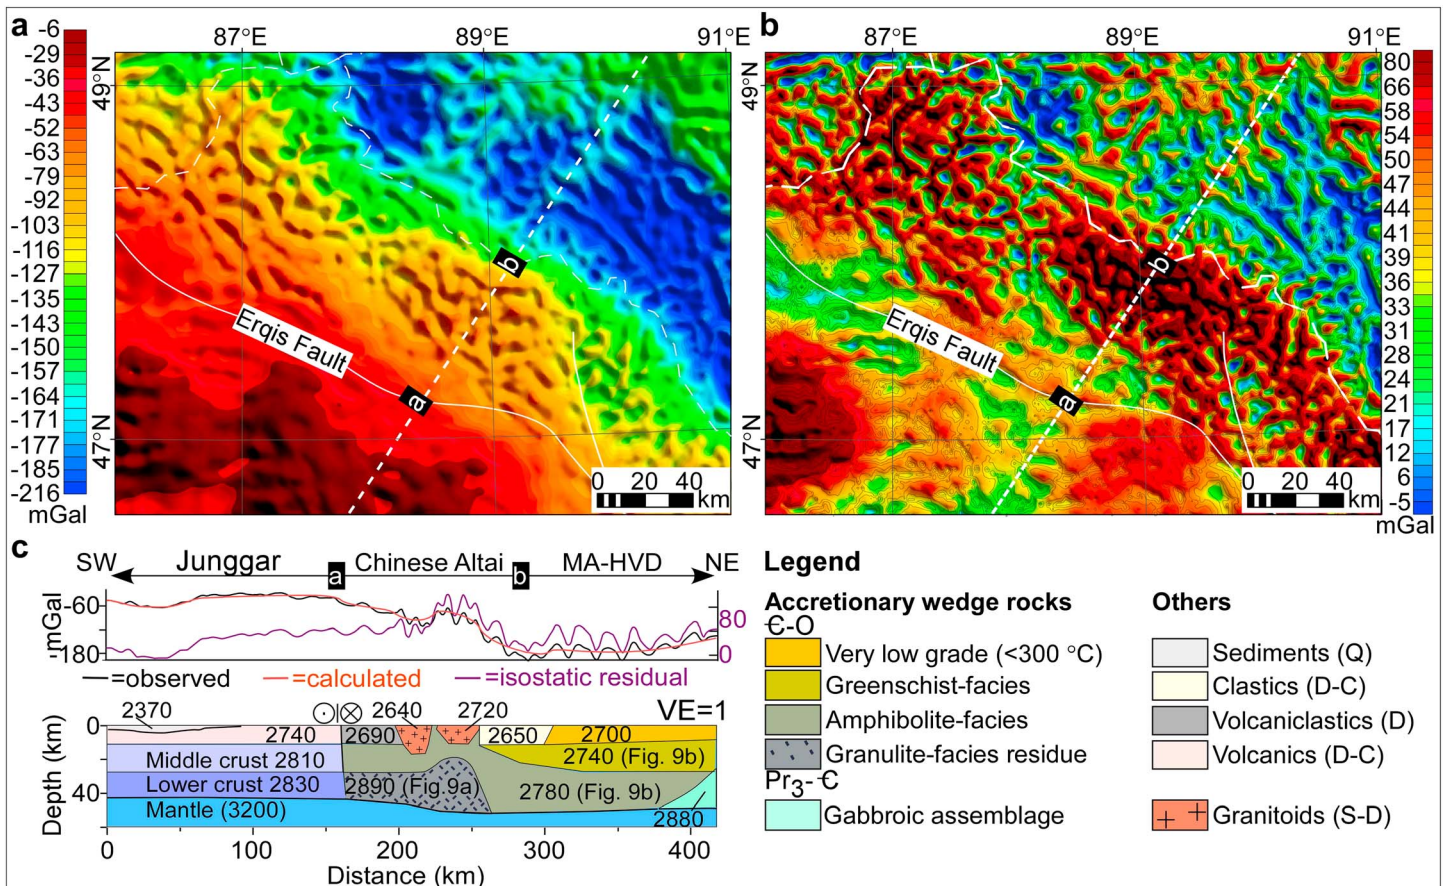 a
-6
-29
-36
-43
-52
-63
-79
-92
-103
-116
-127
-135
-143
-150
-157
-164
-171
-177
-185
-216
mGal
87°E
89°E
91°E
49°N
47°N
Erqis Fault
a
b
0 20 40
km
b
87°E
89°E
91°E
49°N
47°N
Erqis Fault
a
b
0 20 40
km
80
66
58
54
50
47
44
41
39
36
33
31
28
24
21
17
12
6
-5
mGal
c
SW Junggar a Chinese Altai b MA-HVD NE
-60
-180
mGal
80
0
=observed =calculated =isostatic residual
2370 2640 2720 VE=1
0
40
Depth (km)
2740 2690 2650 2700
Middle crust 2810 2740 (Fig. 9b)
Lower crust 2830 2890 (Fig.9a) 2780 (Fig. 9b)
Mantle (3200) 2880
0 100 200 300 400
Distance (km)
Legend
Accretionary wedge rocks
Є-O
Very low grade (<300 °C)
Greenschist-facies
Amphibolite-facies
Granulite-facies residue
Pr3-Є
Gabbroic assemblage
Others
Sediments (Q)
Clastics (D-C)
Volcaniclastics (D)
Volcanics (D-C)
Granitoids (S-D)